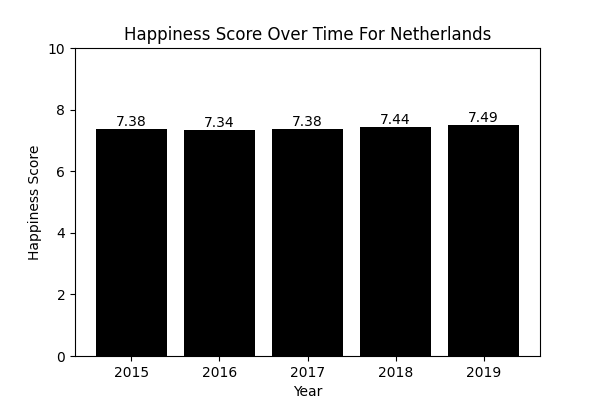 Happiness Score Over Time For Netherlands
10
8
6
4
2
0
Happiness Score
7.38
7.34
7.38
7.44
7.49
2015 2016 2017 2018 2019
Year